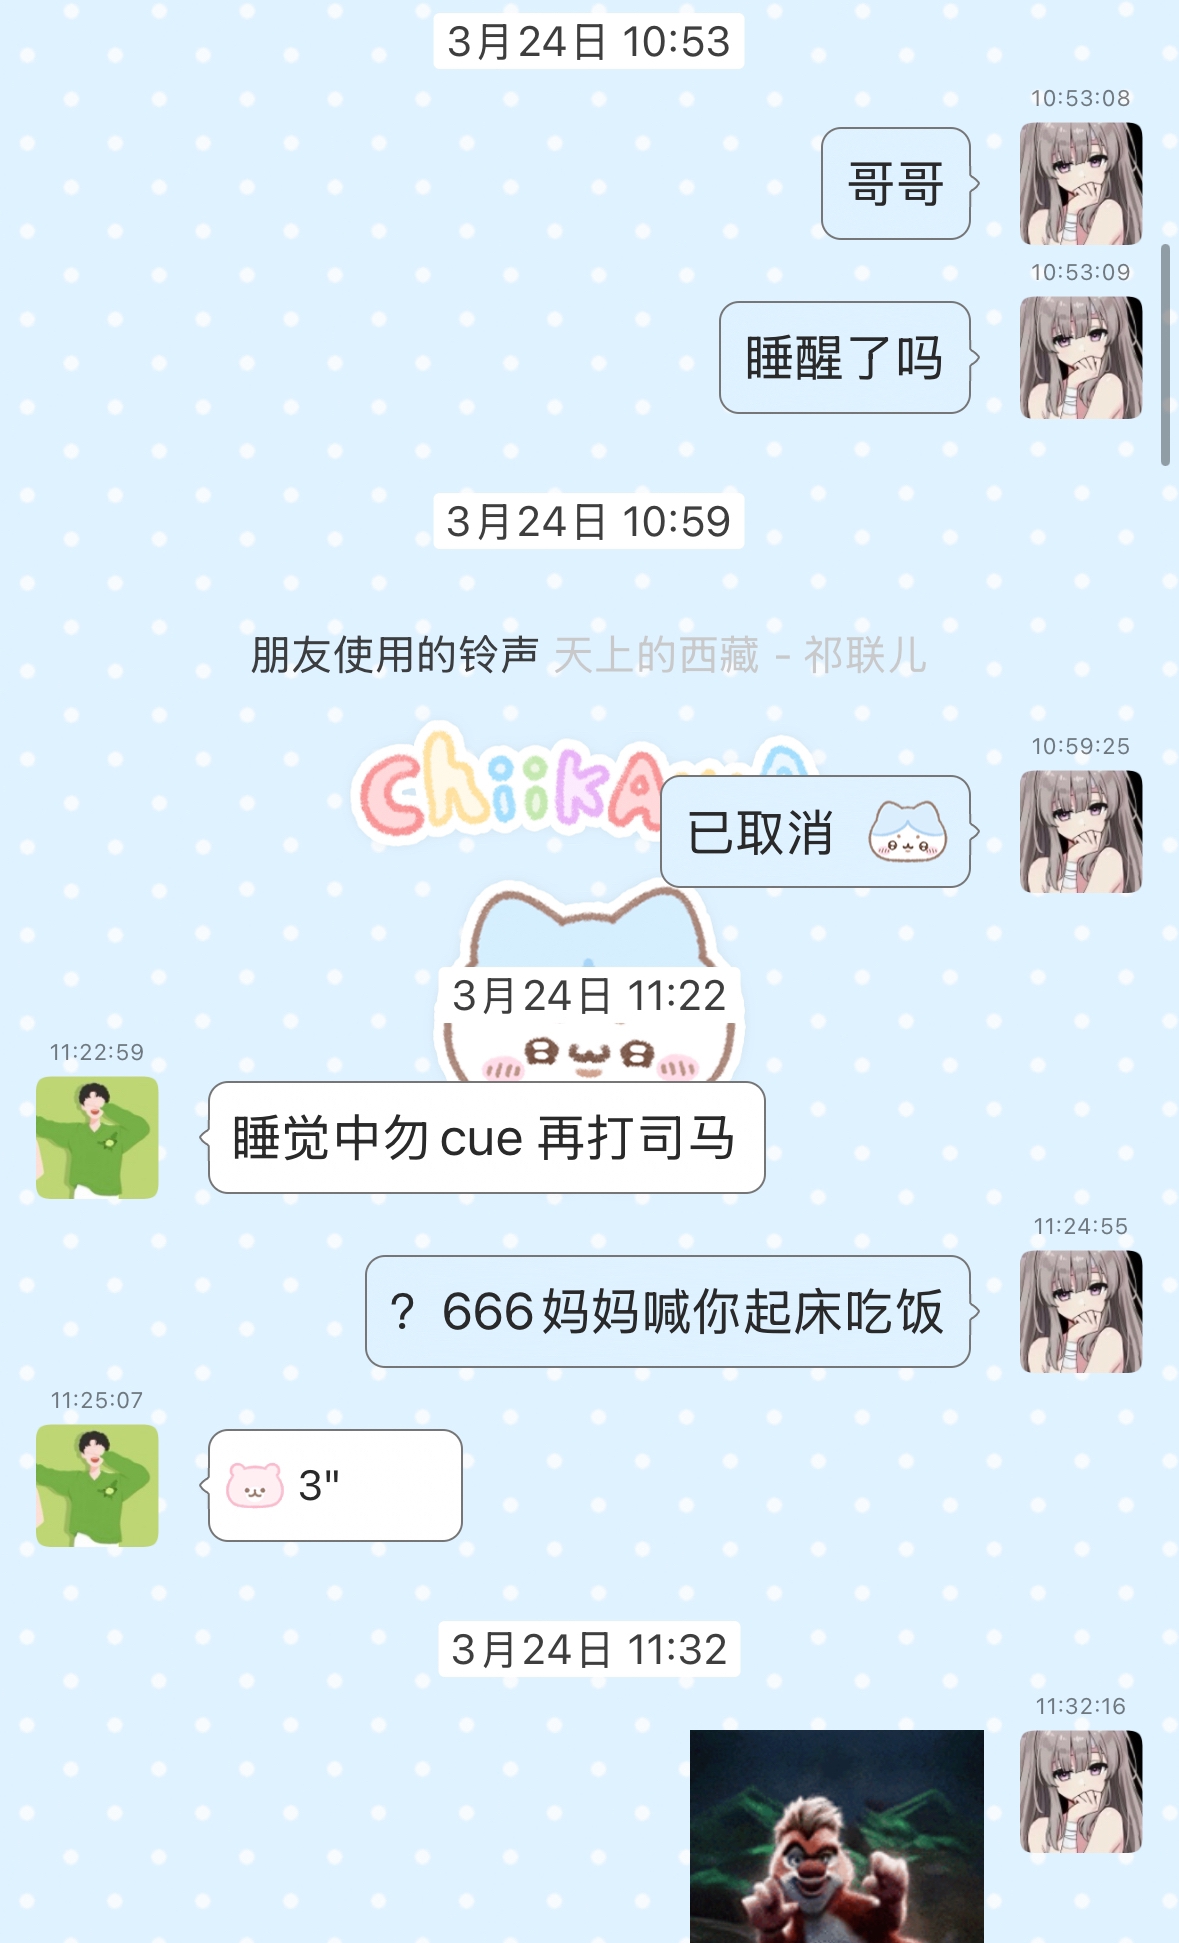 3月24日 10:53
10:53:08
哥哥
10:53:09
睡醒了吗
3月24日 10:59
朋友使用的铃声 天上的西藏 - 祁联儿
10:59:25
chiikA
已取消
3月24日 11:22
11:22:59
睡觉中勿cue 再打司马
11:24:55
？666妈妈喊你起床吃饭
11:25:07
3"
3月24日 11:32
11:32:16